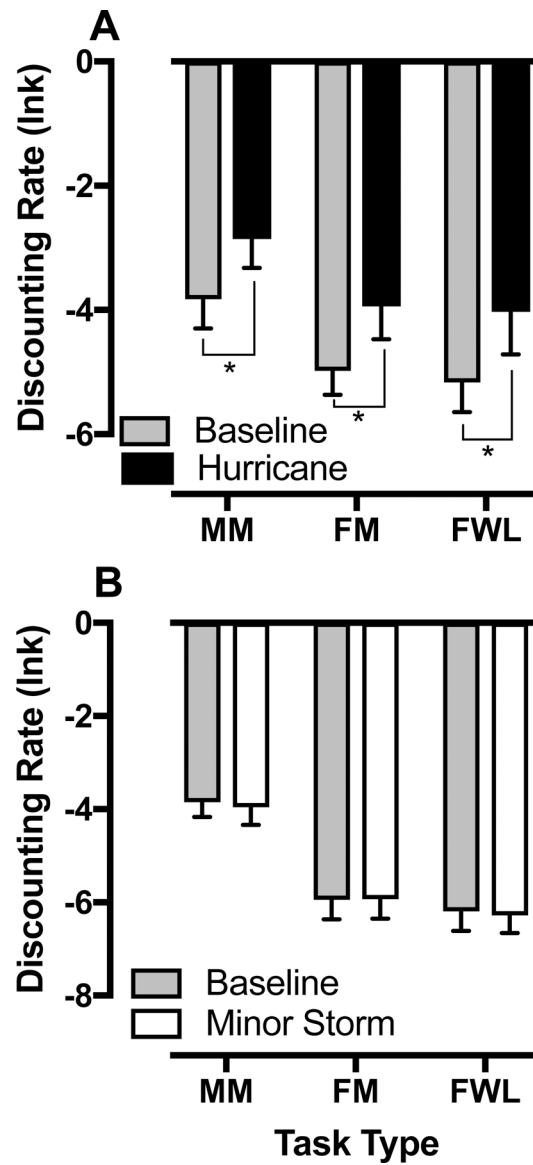 A
Discounting Rate (lnk)
0
-2
-4
-6
*
*
*
Baseline
Hurricane
MM FM FWL
B
Discounting Rate (lnk)
0
-2
-4
-6
-8
Baseline
Minor Storm
MM FM FWL
Task Type